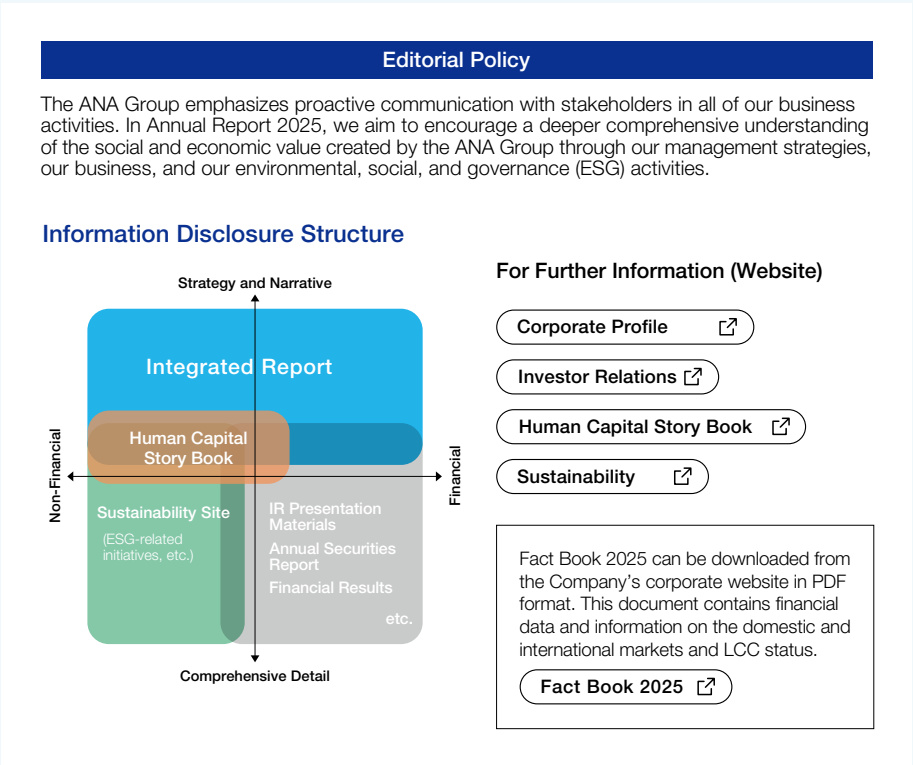 Editorial Policy
The ANA Group emphasizes proactive communication with stakeholders in all of our business
activities. In Annual Report 2025, we aim to encourage a deeper comprehensive understanding
of the social and economic value created by the ANA Group through our management strategies,
our business, and our environmental, social, and governance (ESG) activities.
Information Disclosure Structure
Strategy and Narrative
Integrated Report
Human Capital
Story Book
Non-Financial
Financial
Sustainability Site
(ESG-related
initiatives, etc.)
IR Presentation
Materials
Annual Securities
Report
Financial Results
etc.
Comprehensive Detail
For Further Information (Website)
Corporate Profile
Investor Relations
Human Capital Story Book
Sustainability
Fact Book 2025 can be downloaded from
the Company’s corporate website in PDF
format. This document contains financial
data and information on the domestic and
international markets and LCC status.
Fact Book 2025